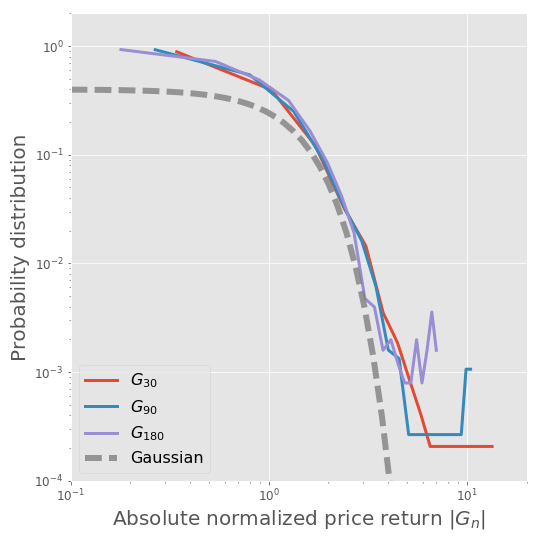 10⁰
10⁻¹
10⁻²
10⁻³
10⁻⁴
Probability distribution
G₃₀
G₉₀
G₁₈₀
Gaussian
10⁻¹
10⁰
10¹
Absolute normalized price return |Gₙ|